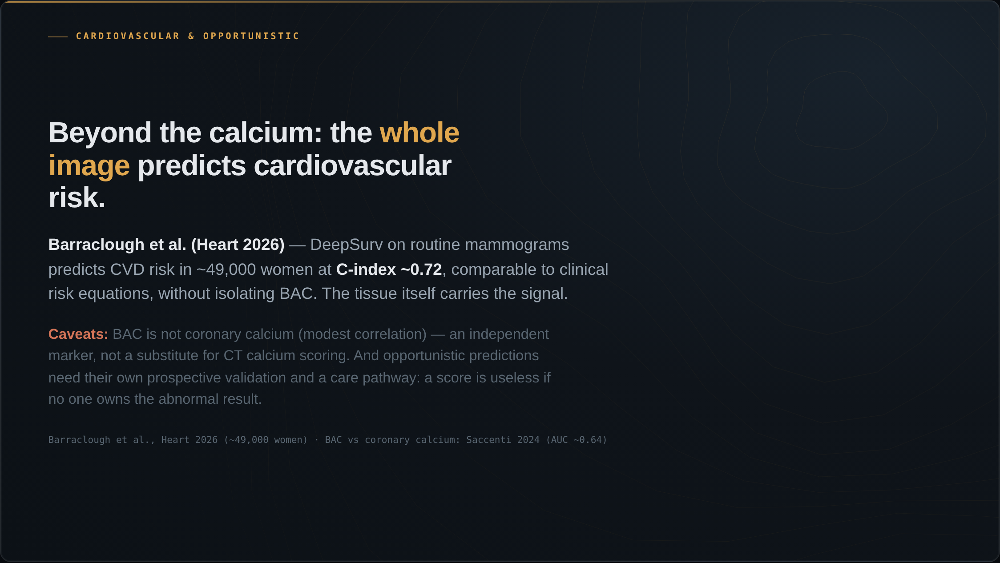 CARDIOVASCULAR & OPPORTUNISTIC
Beyond the calcium: the whole
image predicts cardiovascular
risk.
Barraclough et al. (Heart 2026) — DeepSurv on routine mammograms
predicts CVD risk in ~49,000 women at C-index ~0.72, comparable to clinical
risk equations, without isolating BAC. The tissue itself carries the signal.
Caveats: BAC is not coronary calcium (modest correlation) — an independent
marker, not a substitute for CT calcium scoring. And opportunistic predictions
need their own prospective validation and a care pathway: a score is useless if
no one owns the abnormal result.
Barraclough et al., Heart 2026 (~49,000 women) · BAC vs coronary calcium: Saccenti 2024 (AUC ~0.64)